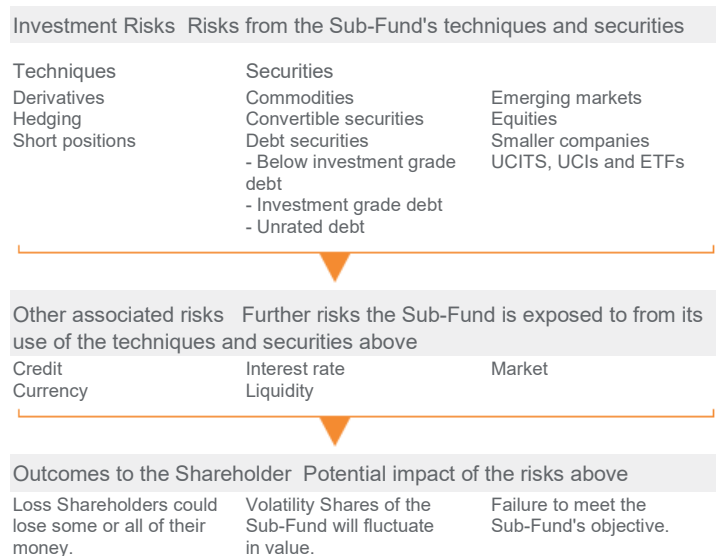 Investment Risks Risks from the Sub-Fund's techniques and securities
Techniques
Derivatives
Hedging
Short positions
Securities
Commodities
Convertible securities
Debt securities
- Below investment grade
debt
- Investment grade debt
- Unrated debt
Emerging markets
Equities
Smaller companies
UCITS, UCIs and ETFs
Other associated risks Further risks the Sub-Fund is exposed to from its
use of the techniques and securities above
Credit
Currency
Interest rate
Liquidity
Market
Outcomes to the Shareholder Potential impact of the risks above
Loss Shareholders could
lose some or all of their
money.
Volatility Shares of the
Sub-Fund will fluctuate
in value.
Failure to meet the
Sub-Fund's objective.